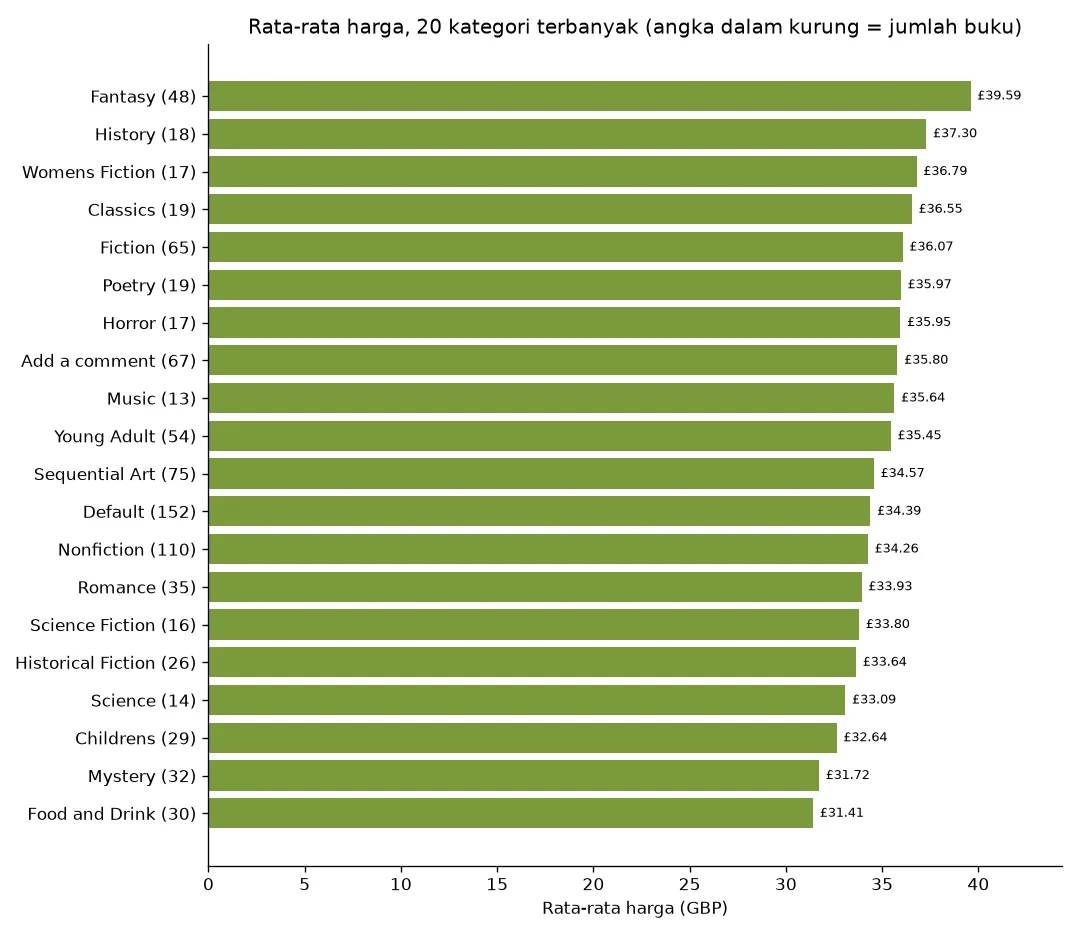 Rata-rata harga, 20 kategori terbanyak (angka dalam kurung = jumlah buku)
Fantasy (48) £39.59
History (18) £37.30
Womens Fiction (17) £36.79
Classics (19) £36.55
Fiction (65) £36.07
Poetry (19) £35.97
Horror (17) £35.95
Add a comment (67) £35.80
Music (13) £35.64
Young Adult (54) £35.45
Sequential Art (75) £34.57
Default (152) £34.39
Nonfiction (110) £34.26
Romance (35) £33.93
Science Fiction (16) £33.80
Historical Fiction (26) £33.64
Science (14) £33.09
Childrens (29) £32.64
Mystery (32) £31.72
Food and Drink (30) £31.41
0 5 10 15 20 25 30 35 40
Rata-rata harga (GBP)